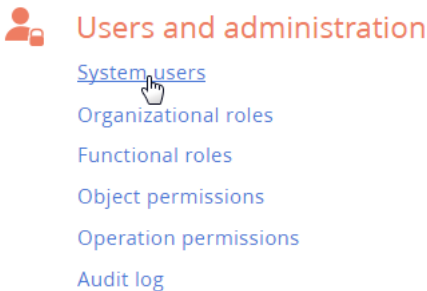 Users and administration
System users
Organizational roles
Functional roles
Object permissions
Operation permissions
Audit log